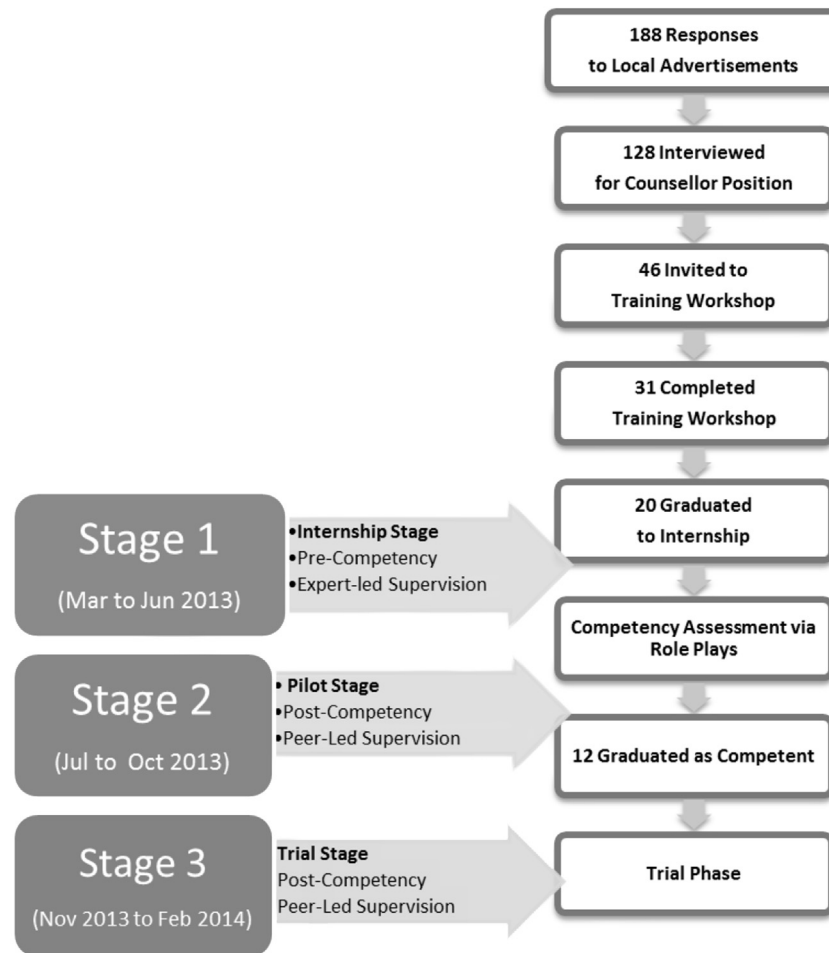 188 Responses
to Local Advertisements
128 Interviewed
for Counsellor Position
46 Invited to
Training Workshop
31 Completed
Training Workshop
20 Graduated
to Internship
Stage 1
(Mar to Jun 2013)
•Internship Stage
•Pre-Competency
•Expert-led Supervision
Competency Assessment via
Role Plays
Stage 2
(Jul to Oct 2013)
• Pilot Stage
•Post-Competency
•Peer-Led Supervision
12 Graduated as Competent
Stage 3
(Nov 2013 to Feb 2014)
Trial Stage
Post-Competency
Peer-Led Supervision
Trial Phase